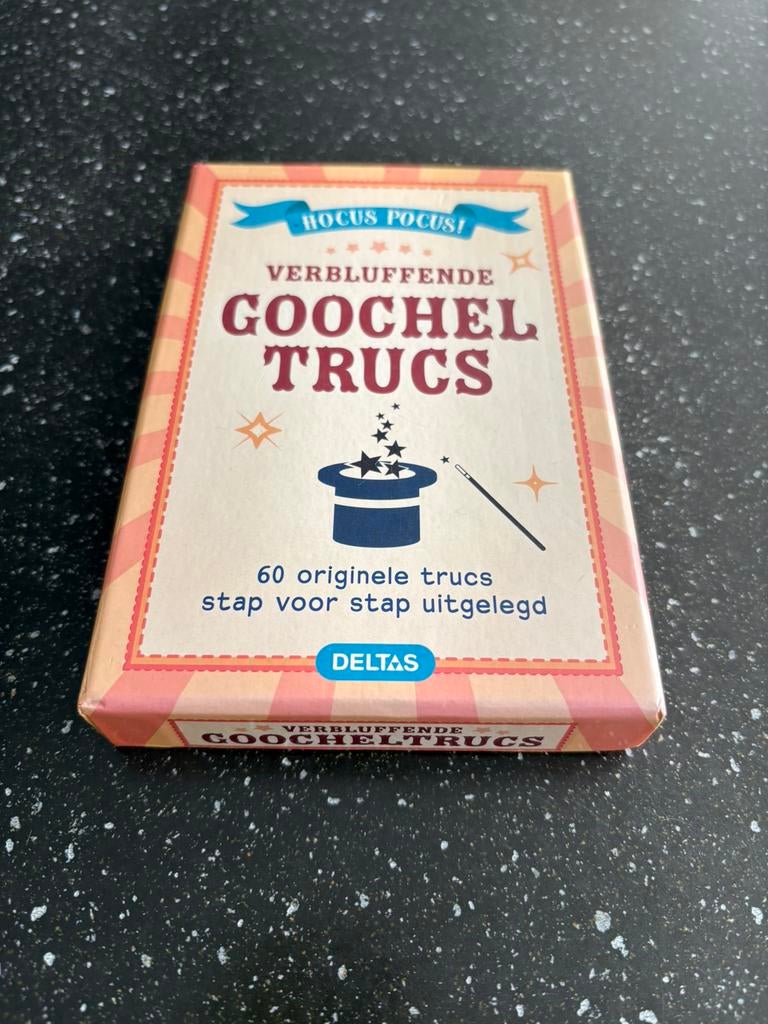 HOCUS POCUS!
VERBLUFFENDE
GOOCHEL
TRUCS
60 originele trucs
stap voor stap uitgelegd
DELTAS
VERBLUFFENDE
GOOCHELTRUCS